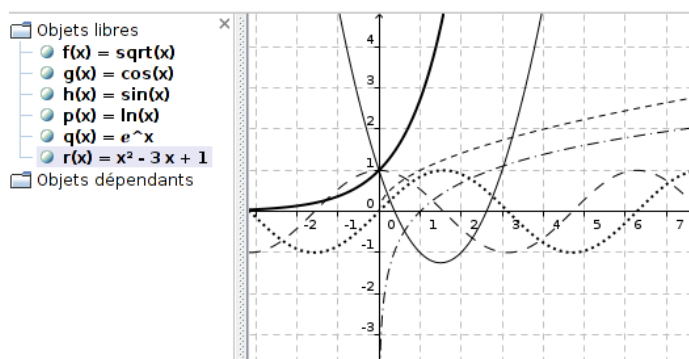 Objets libres
f(x) = sqrt(x)
g(x) = cos(x)
h(x) = sin(x)
p(x) = ln(x)
q(x) = e^x
r(x) = x² - 3 x + 1
Objets dépendants
4
3
2
1
0
-1
-2
-3
-2 -1 0 1 2 3 4 5 6 7